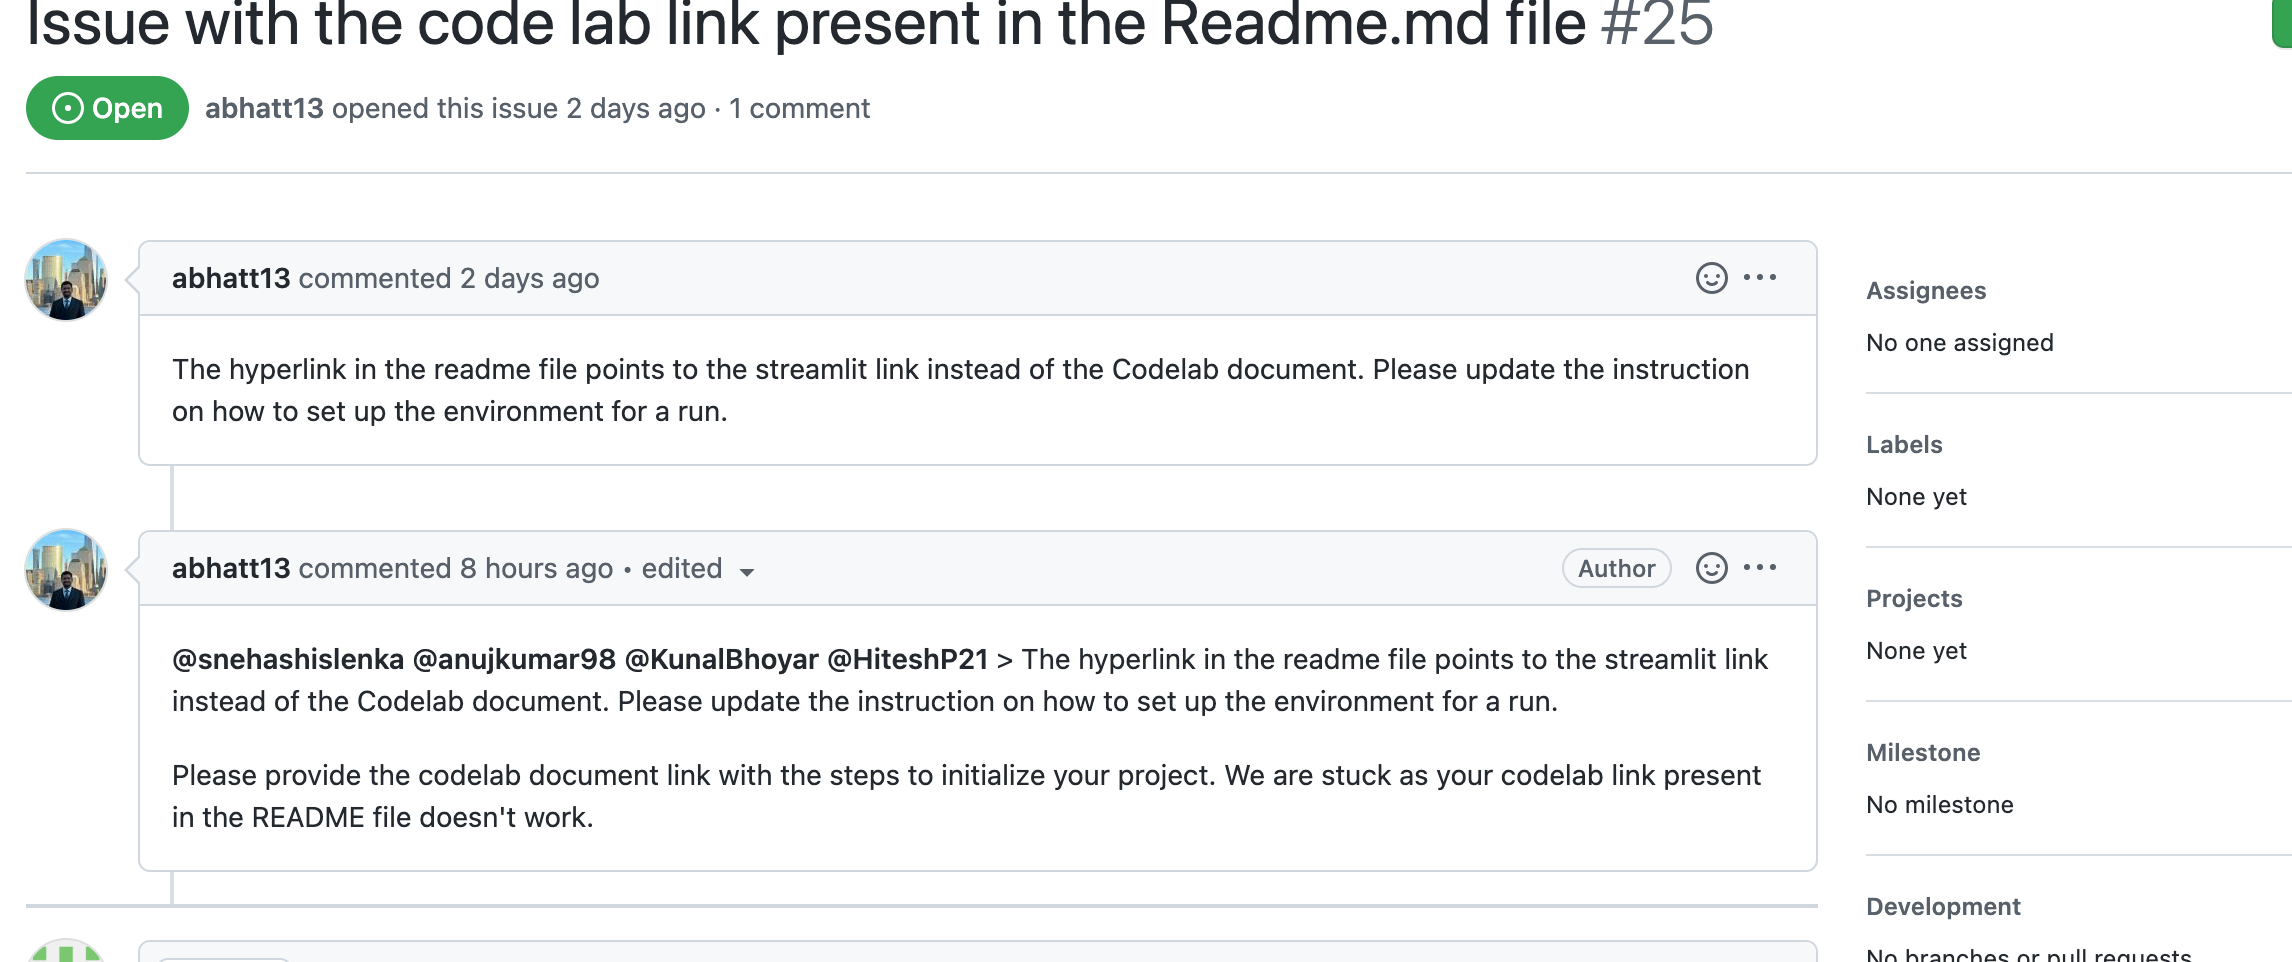 Issue with the code lab link present in the Readme.md file #25
Open
abhatt13 opened this issue 2 days ago · 1 comment
abhatt13 commented 2 days ago
The hyperlink in the readme file points to the streamlit link instead of the Codelab document. Please update the instruction
on how to set up the environment for a run.
abhatt13 commented 8 hours ago • edited
Author
@snehashislenka @anujkumar98 @KunalBhoyar @HiteshP21 > The hyperlink in the readme file points to the streamlit link
instead of the Codelab document. Please update the instruction on how to set up the environment for a run.
Please provide the codelab document link with the steps to initialize your project. We are stuck as your codelab link present
in the README file doesn't work.
Assignees
No one assigned
Labels
None yet
Projects
None yet
Milestone
No milestone
Development
No branches or pull requests